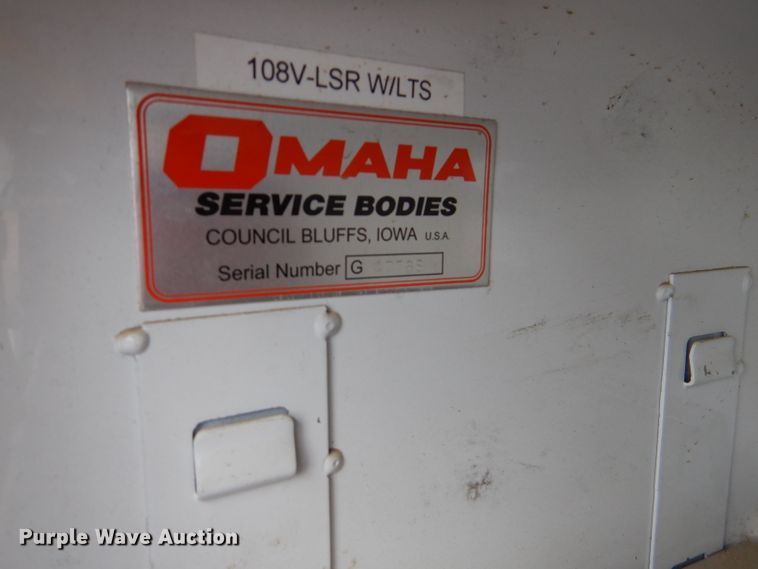 108V-LSR W/LTS
OMAHA
SERVICE BODIES
COUNCIL BLUFFS, IOWA U.S.A.
Serial Number G
Purple Wave Auction